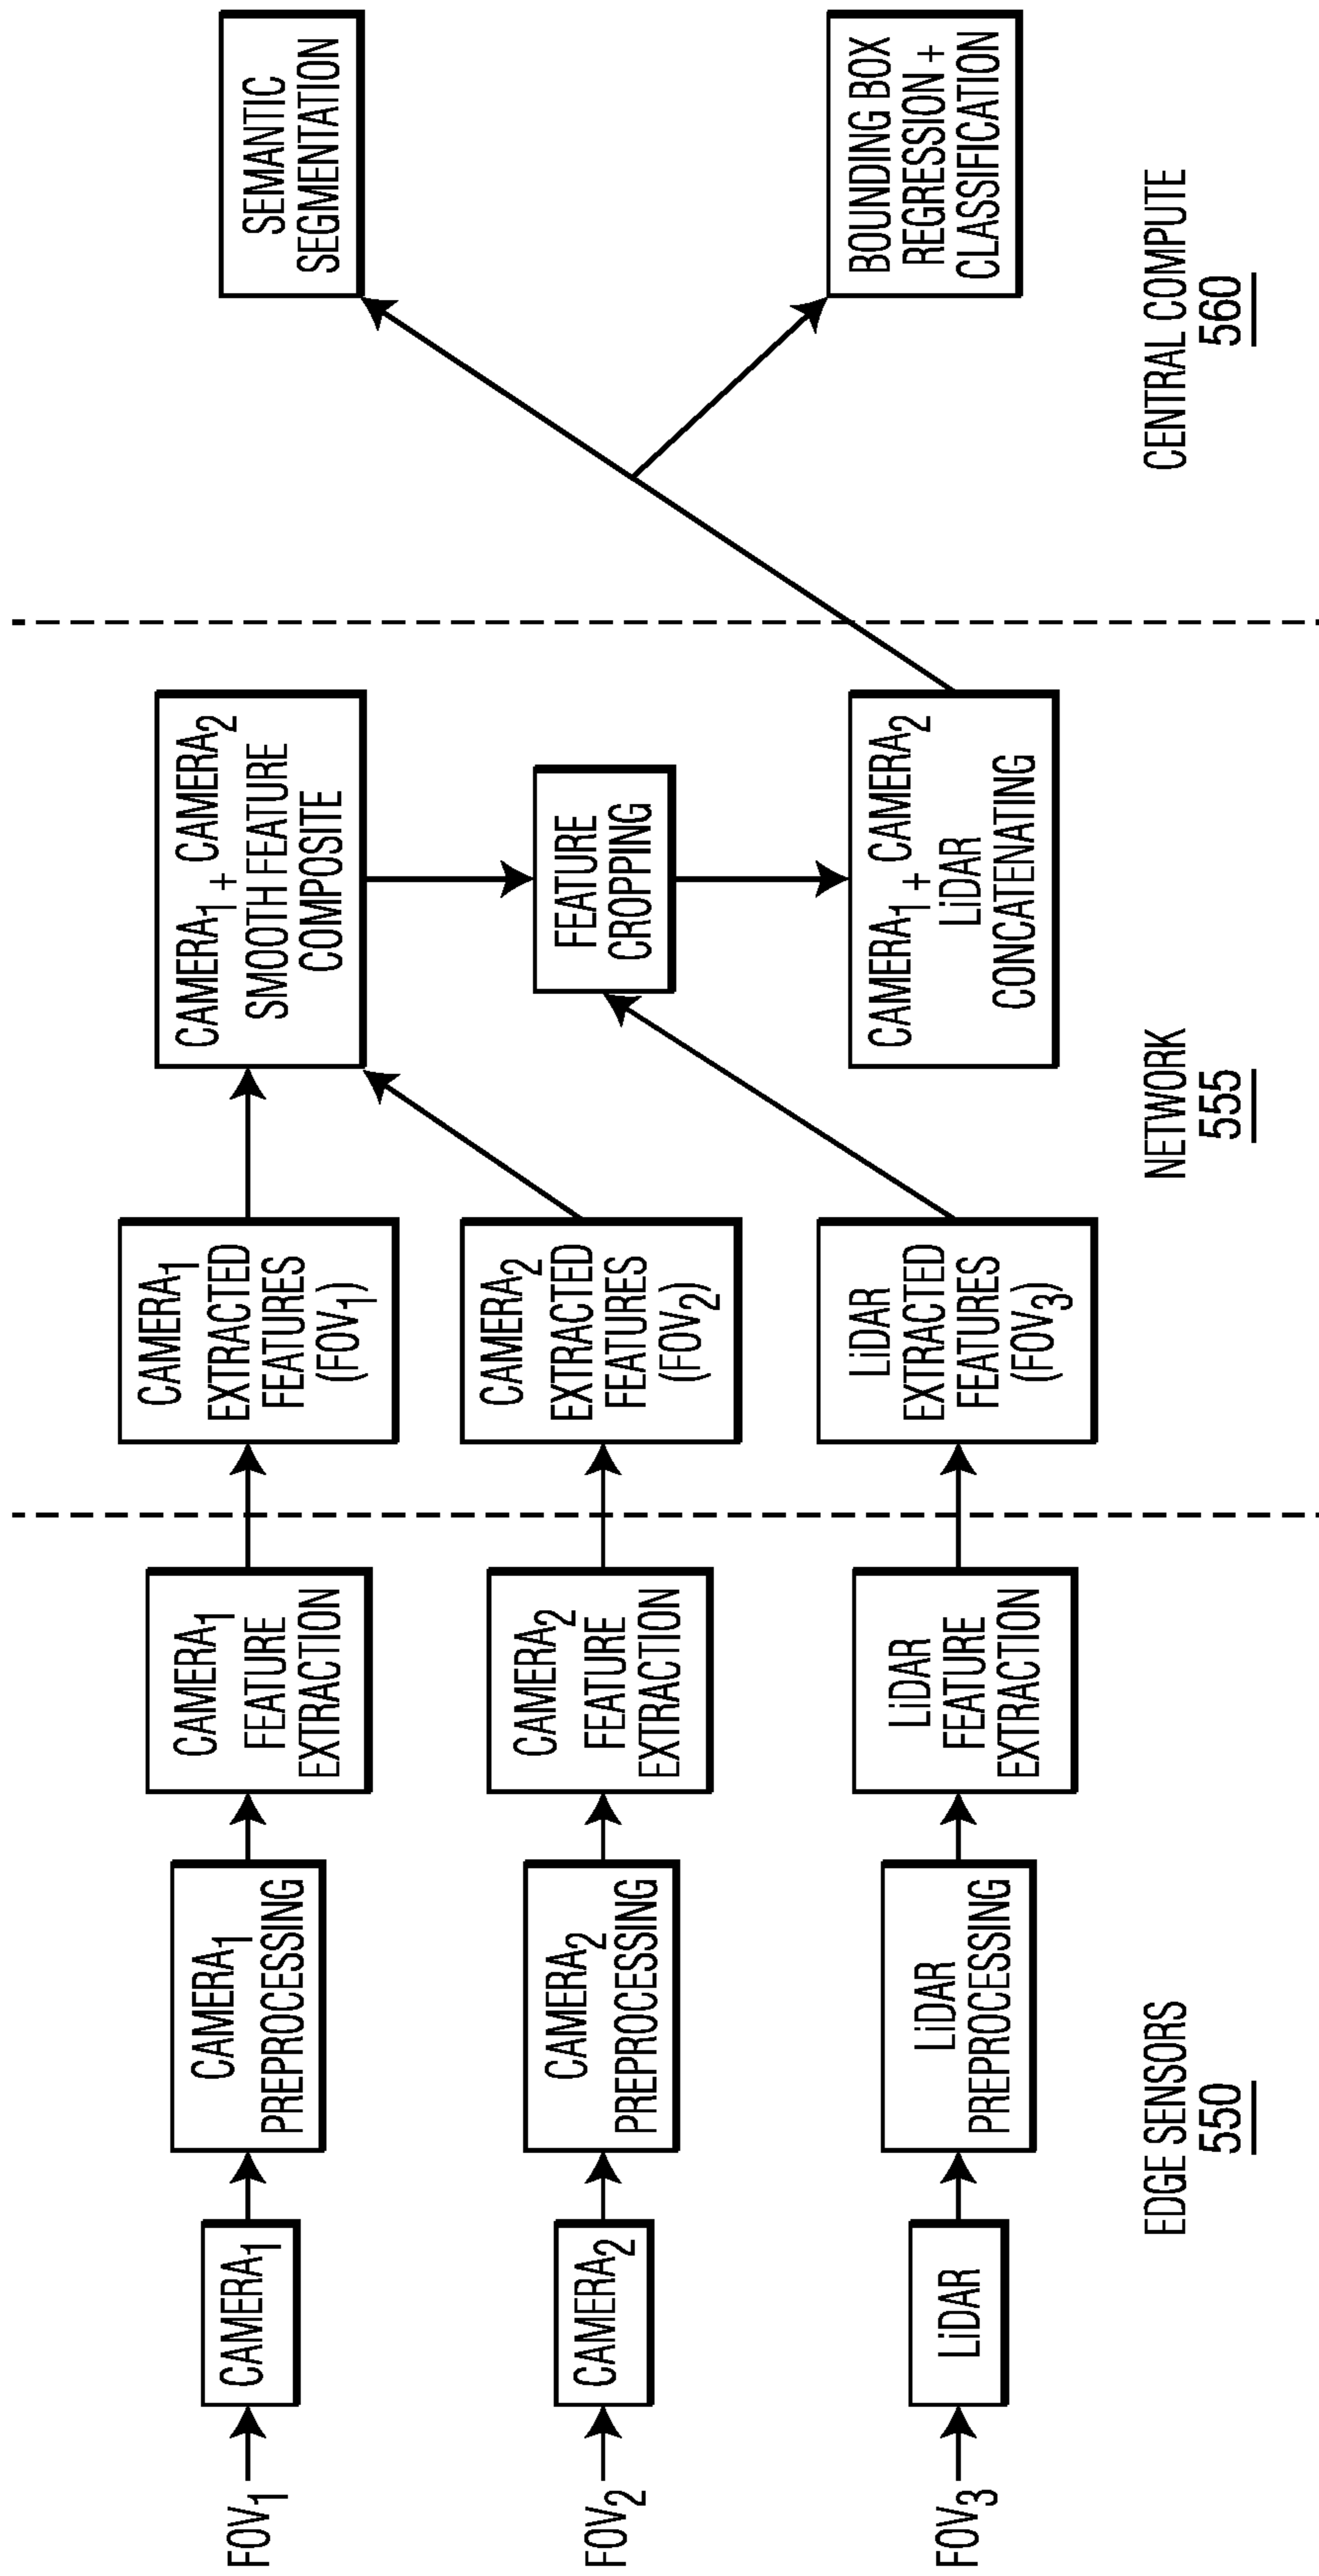 FOV1
CAMERA1
CAMERA1
PREPROCESSING
CAMERA1
FEATURE
EXTRACTION
CAMERA1
EXTRACTED
FEATURES
(FOV1)
CAMERA1 + CAMERA2
SMOOTH FEATURE
COMPOSITE
SEMANTIC
SEGMENTATION
FOV2
CAMERA2
CAMERA2
PREPROCESSING
CAMERA2
FEATURE
EXTRACTION
CAMERA2
EXTRACTED
FEATURES
(FOV2)
FEATURE
CROPPING
FOV3
LiDAR
LiDAR
PREPROCESSING
LiDAR
FEATURE
EXTRACTION
LiDAR
EXTRACTED
FEATURES
(FOV3)
CAMERA1 + CAMERA2
LiDAR
CONCATENATING
BOUNDING BOX
REGRESSION +
CLASSIFICATION
EDGE SENSORS
550
NETWORK
555
CENTRAL COMPUTE
560